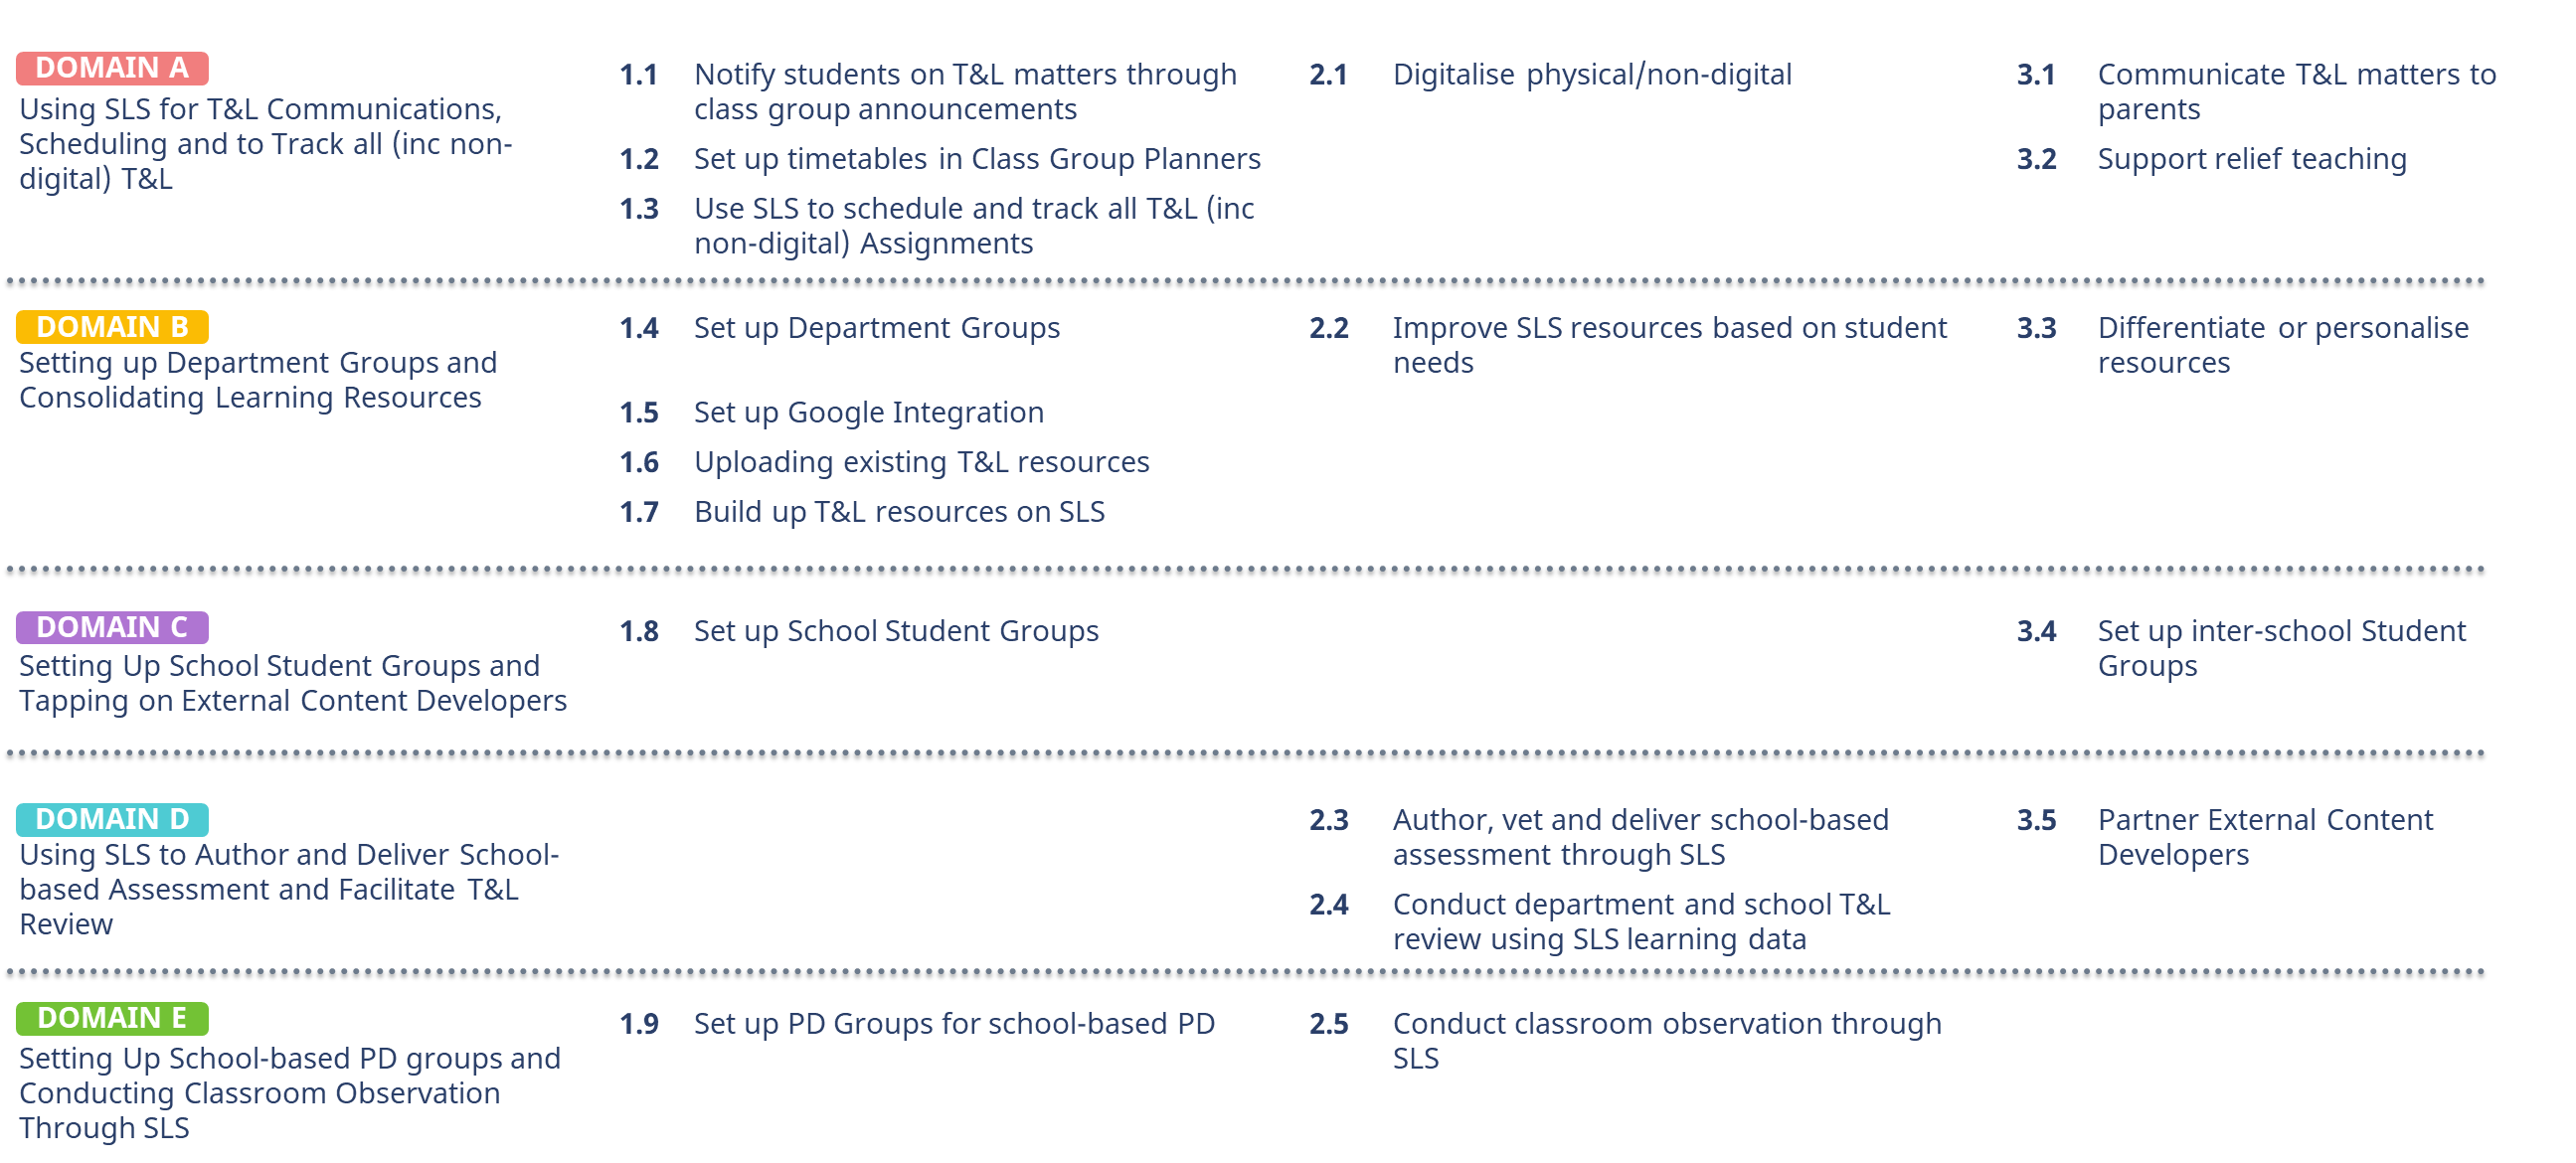 DOMAIN A
Using SLS for T&L Communications,
Scheduling and to Track all (inc non-
digital) T&L
1.1 Notify students on T&L matters through
class group announcements
1.2 Set up timetables in Class Group Planners
1.3 Use SLS to schedule and track all T&L (inc
non-digital) Assignments
2.1 Digitalise physical/non-digital
3.1 Communicate T&L matters to
parents
3.2 Support relief teaching
DOMAIN B
Setting up Department Groups and
Consolidating Learning Resources
1.4 Set up Department Groups
1.5 Set up Google Integration
1.6 Uploading existing T&L resources
1.7 Build up T&L resources on SLS
2.2 Improve SLS resources based on student
needs
3.3 Differentiate or personalise
resources
DOMAIN C
Setting Up School Student Groups and
Tapping on External Content Developers
1.8 Set up School Student Groups
3.4 Set up inter-school Student
Groups
DOMAIN D
Using SLS to Author and Deliver School-
based Assessment and Facilitate T&L
Review
2.3 Author, vet and deliver school-based
assessment through SLS
2.4 Conduct department and school T&L
review using SLS learning data
3.5 Partner External Content
Developers
DOMAIN E
Setting Up School-based PD groups and
Conducting Classroom Observation
Through SLS
1.9 Set up PD Groups for school-based PD
2.5 Conduct classroom observation through
SLS